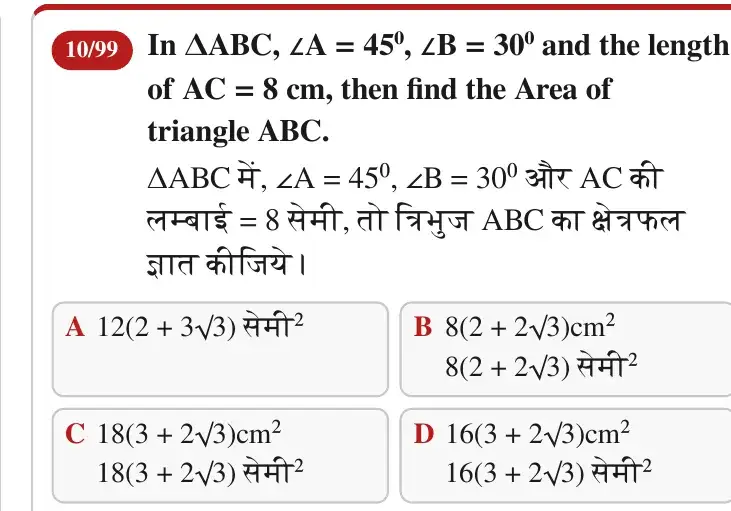 10/99 In ΔABC, ∠A = 45⁰, ∠B = 30⁰ and the length
of AC = 8 cm, then find the Area of
triangle ABC.
ΔABC में, ∠A = 45⁰, ∠B = 30⁰ और AC की
लम्बाई = 8 सेमी, तो त्रिभुज ABC का क्षेत्रफल
ज्ञात कीजिये।
A 12(2 + 3√3) सेमी²
B 8(2 + 2√3)cm²
8(2 + 2√3) सेमी²
C 18(3 + 2√3)cm²
18(3 + 2√3) सेमी²
D 16(3 + 2√3)cm²
16(3 + 2√3) सेमी²